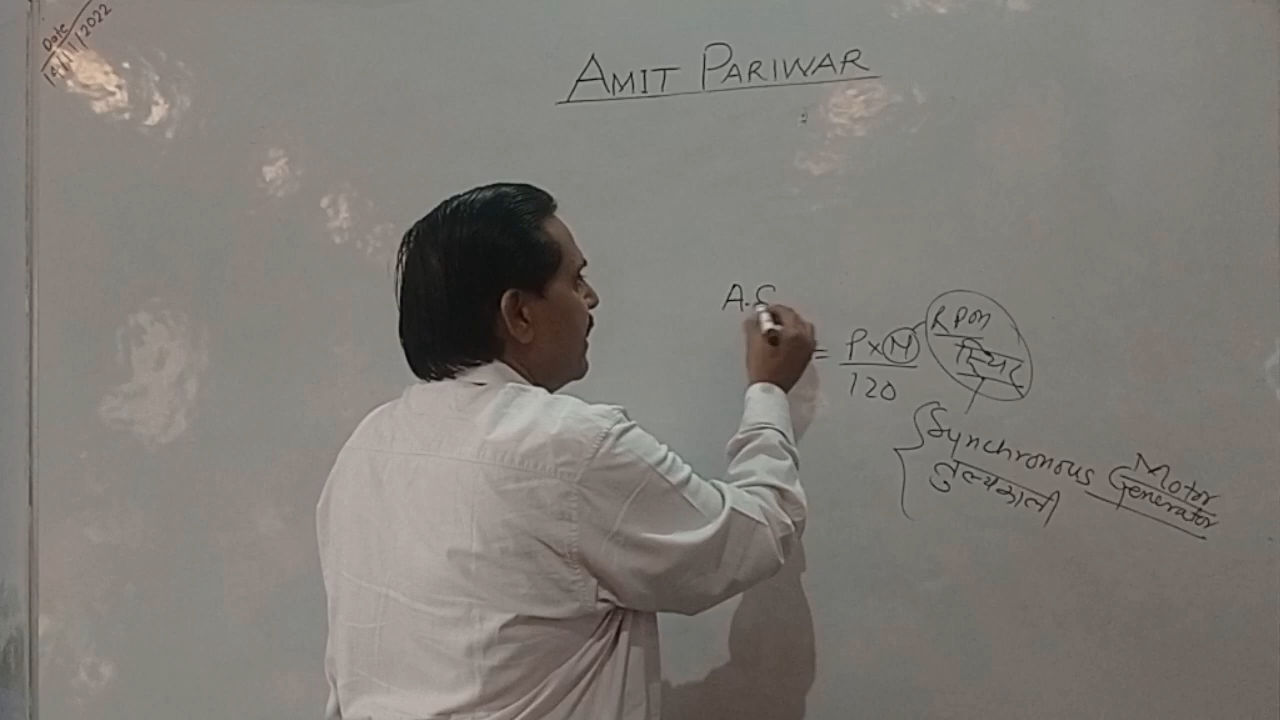 Date
14/11/2022
AMIT PARIWAR
A.C
= P×N
120
RPM
स्थिर
Synchronous Motor
Generator
तुल्यकाली